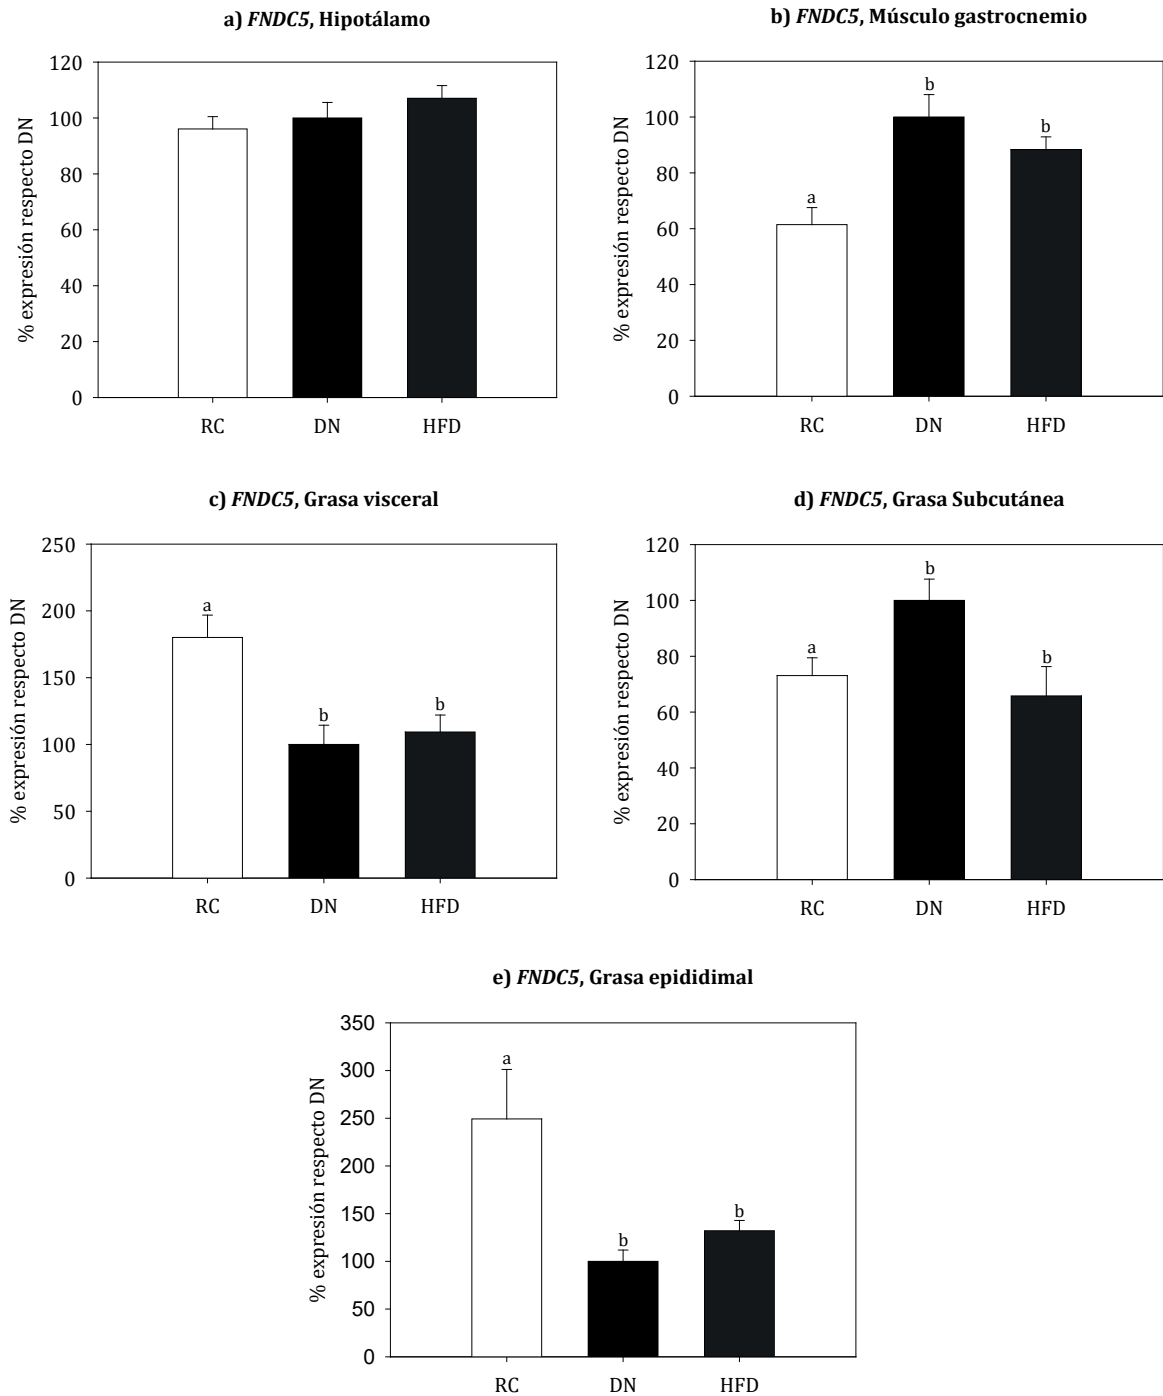 a) FNDC5, Hipotálamo
% expresión respecto DN
120
100
80
60
40
20
0
RC DN HFD
b) FNDC5, Músculo gastrocnemio
% expresión respecto DN
120
100
80
60
40
20
0
a
b
b
RC DN HFD
c) FNDC5, Grasa visceral
% expresión respecto DN
250
200
150
100
50
0
a
b
b
RC DN HFD
d) FNDC5, Grasa Subcutánea
% expresión respecto DN
120
100
80
60
40
20
0
a
b
b
RC DN HFD
e) FNDC5, Grasa epididimal
% expresión respecto DN
350
300
250
200
150
100
50
0
a
b
b
RC DN HFD